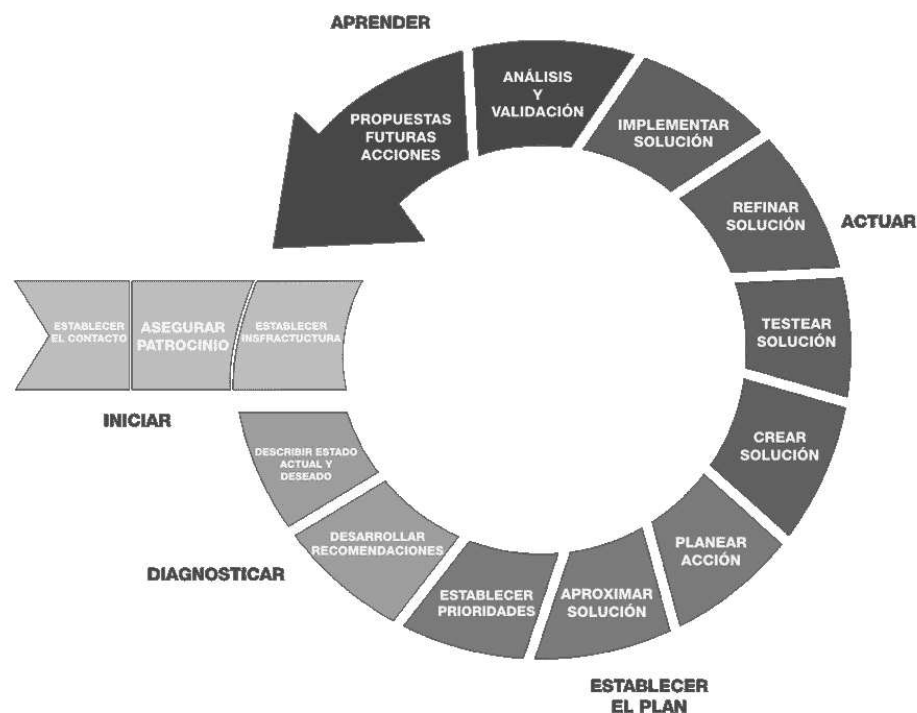 APRENDER
PROPUESTAS
FUTURAS
ACCIONES
ANÁLISIS
Y
VALIDACIÓN
IMPLEMENTAR
SOLUCIÓN
REFINAR
SOLUCIÓN
ACTUAR
TESTEAR
SOLUCIÓN
CREAR
SOLUCIÓN
PLANEAR
ACCIÓN
APROXIMAR
SOLUCIÓN
ESTABLECER
PRIORIDADES
ESTABLECER
EL PLAN
DESARROLLAR
RECOMENDACIONES
DIAGNOSTICAR
DESCRIBIR ESTADO
ACTUAL Y
DESEADO
ESTABLECER
EL CONTACTO
ASEGURAR
PATROCINIO
ESTABLECER
INSFRACTUCTURA
INICIAR